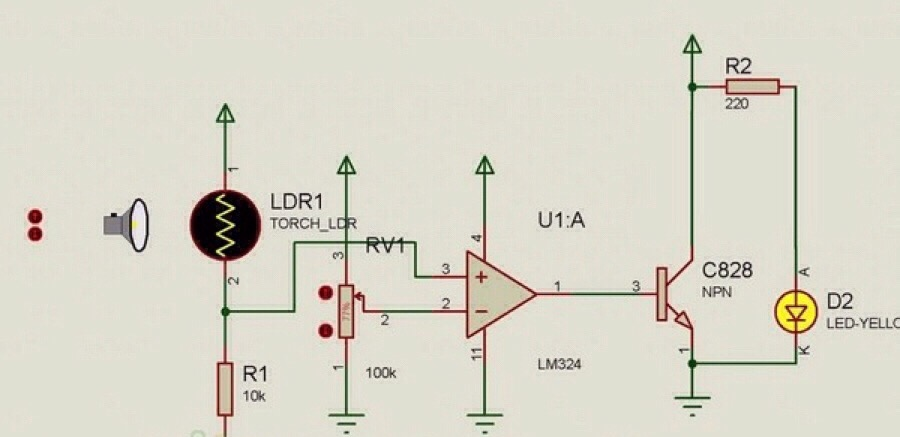 R2
220
1
LDR1
TORCH_LDR
U1:A
RV1
3
4
3
1
3
C828
NPN
A
2
77%
2
2
D2
LED-YELLO
R1
10k
1
100k
11
LM324
1
K